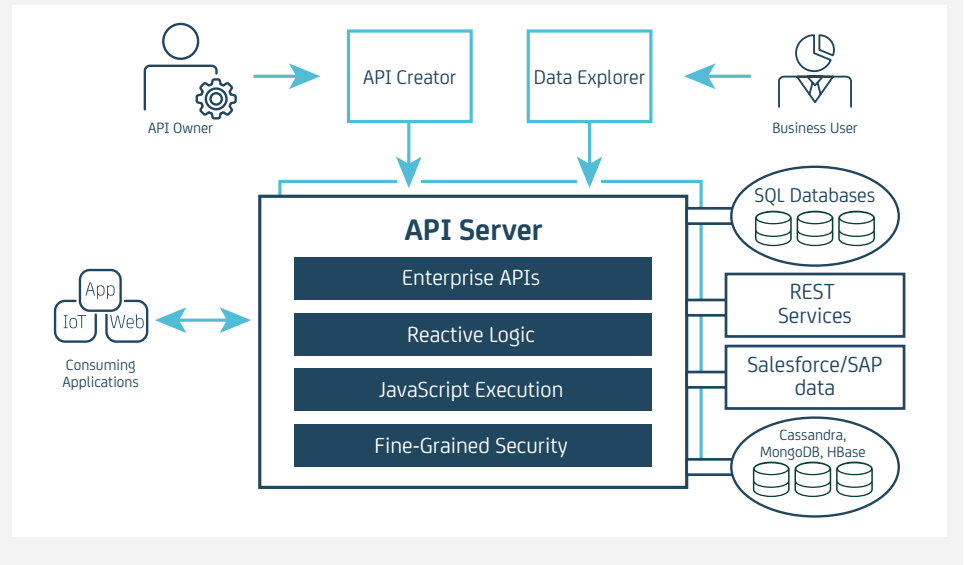 API Creator
Data Explorer
API Owner
Business User
API Server
SQL Databases
Enterprise APIs
App
IoT
Web
REST
Services
Reactive Logic
Consuming
Applications
Salesforce/SAP
data
JavaScript Execution
Fine-Grained Security
Cassandra,
MongoDB, HBase